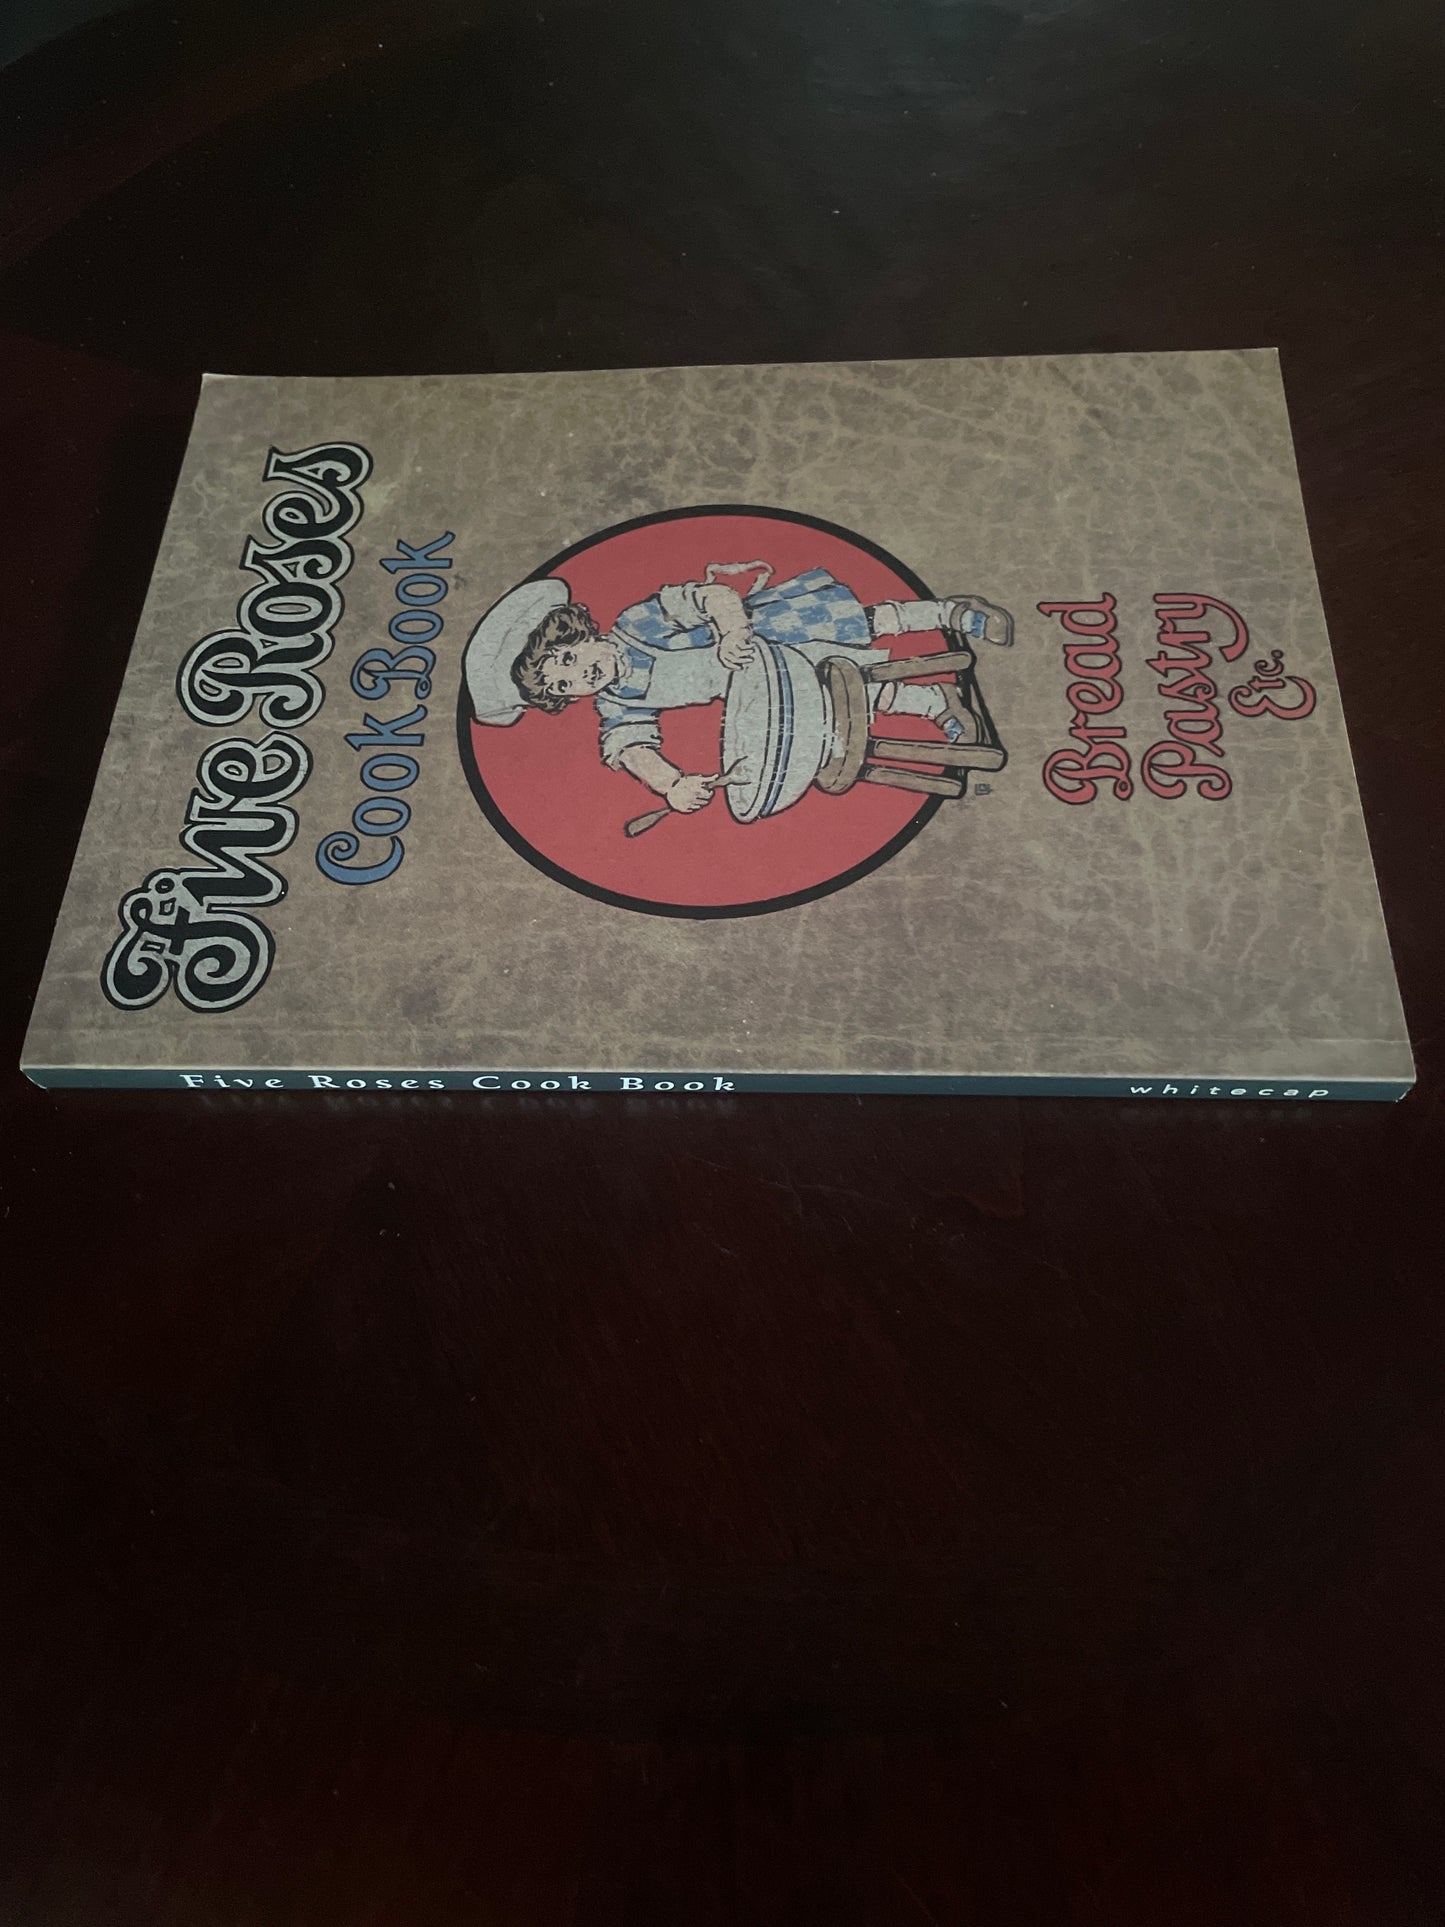 Five Roses
Cook Book
Bread
Pastry
Etc.
Five Roses Cook Book
whitecap